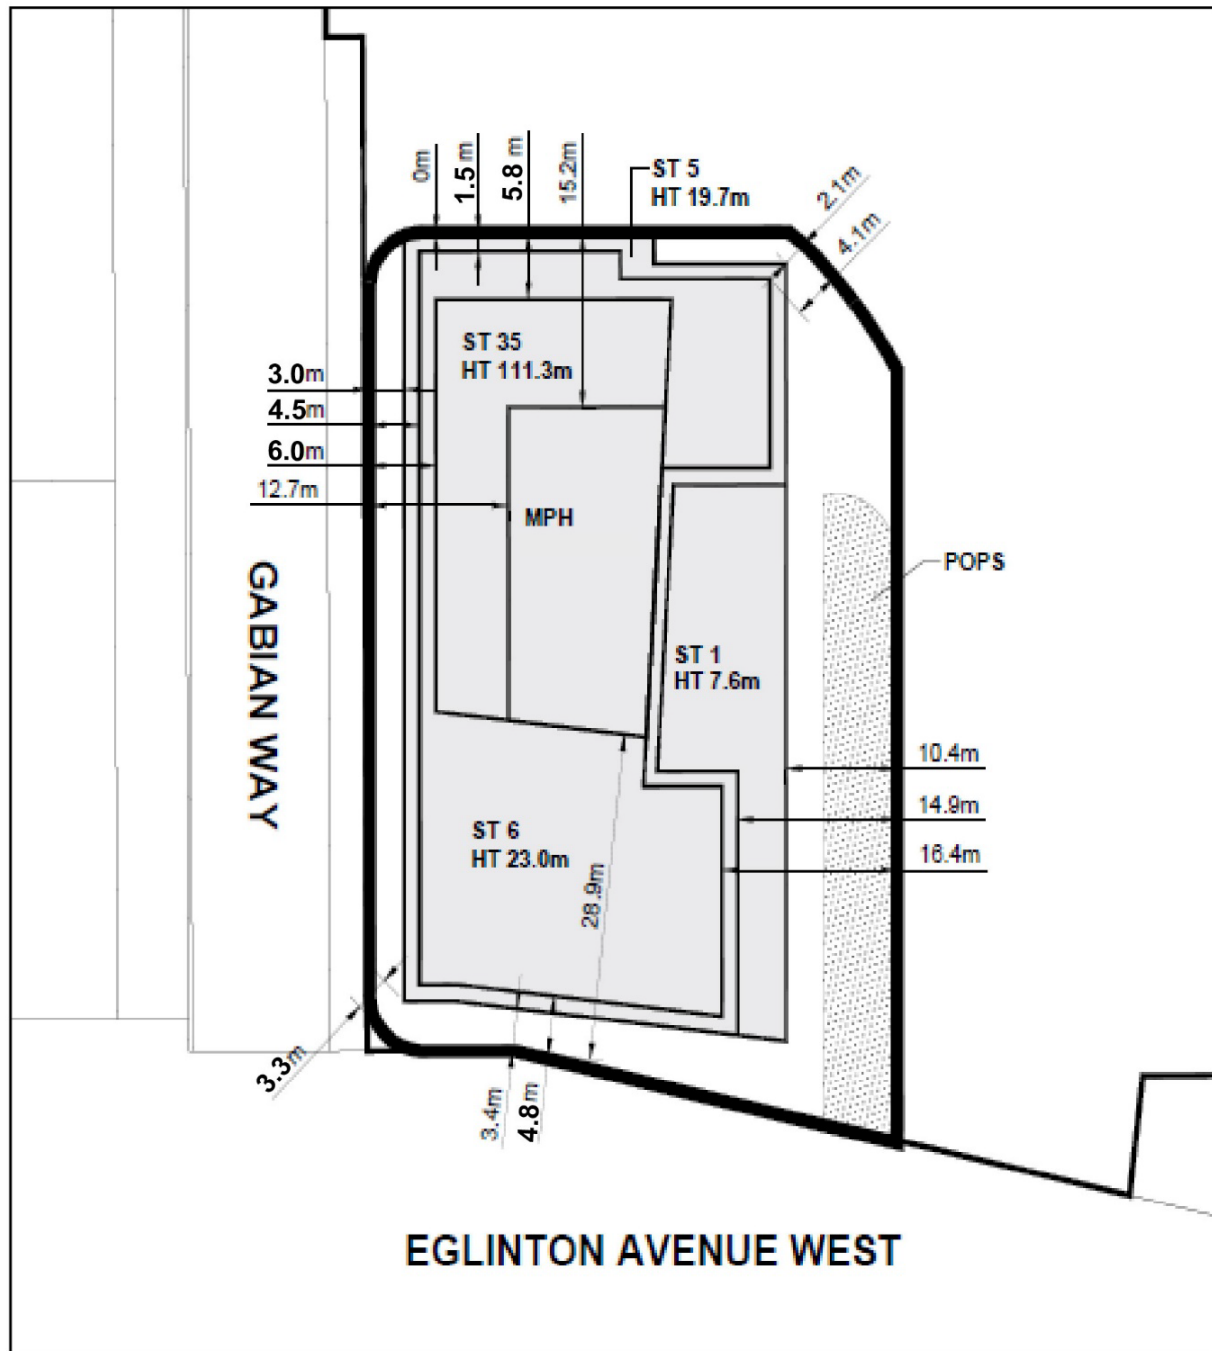 0m
1.5 m
5.8 m
15.2m
ST 5
HT 19.7m
2.1m
4.1m
ST 35
HT 111.3m
3.0m
4.5m
6.0m
12.7m
MPH
POPS
GABIAN WAY
ST 1
HT 7.6m
10.4m
14.9m
16.4m
ST 6
HT 23.0m
28.9m
3.3m
3.4m
4.8m
EGLINTON AVENUE WEST